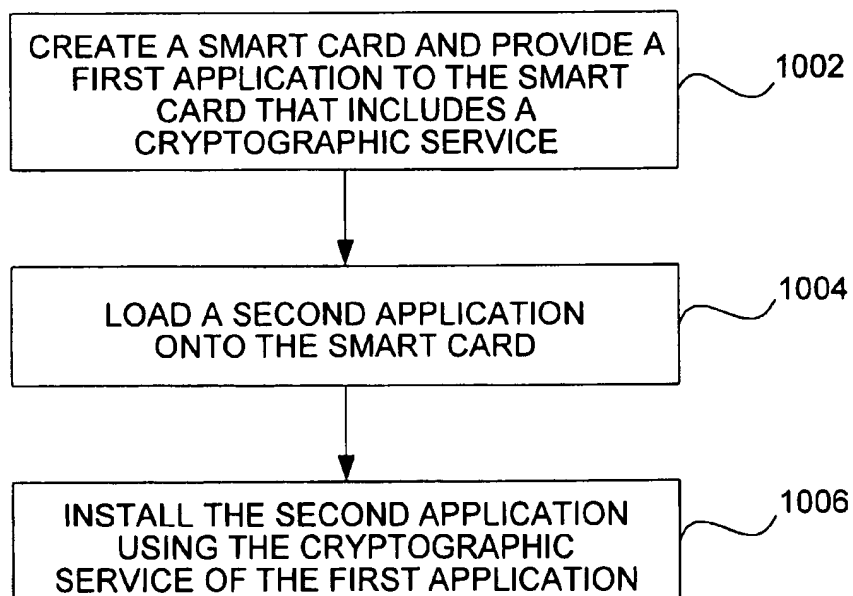 CREATE A SMART CARD AND PROVIDE A
FIRST APPLICATION TO THE SMART
CARD THAT INCLUDES A
CRYPTOGRAPHIC SERVICE
1002
LOAD A SECOND APPLICATION
ONTO THE SMART CARD
1004
INSTALL THE SECOND APPLICATION
USING THE CRYPTOGRAPHIC
SERVICE OF THE FIRST APPLICATION
1006